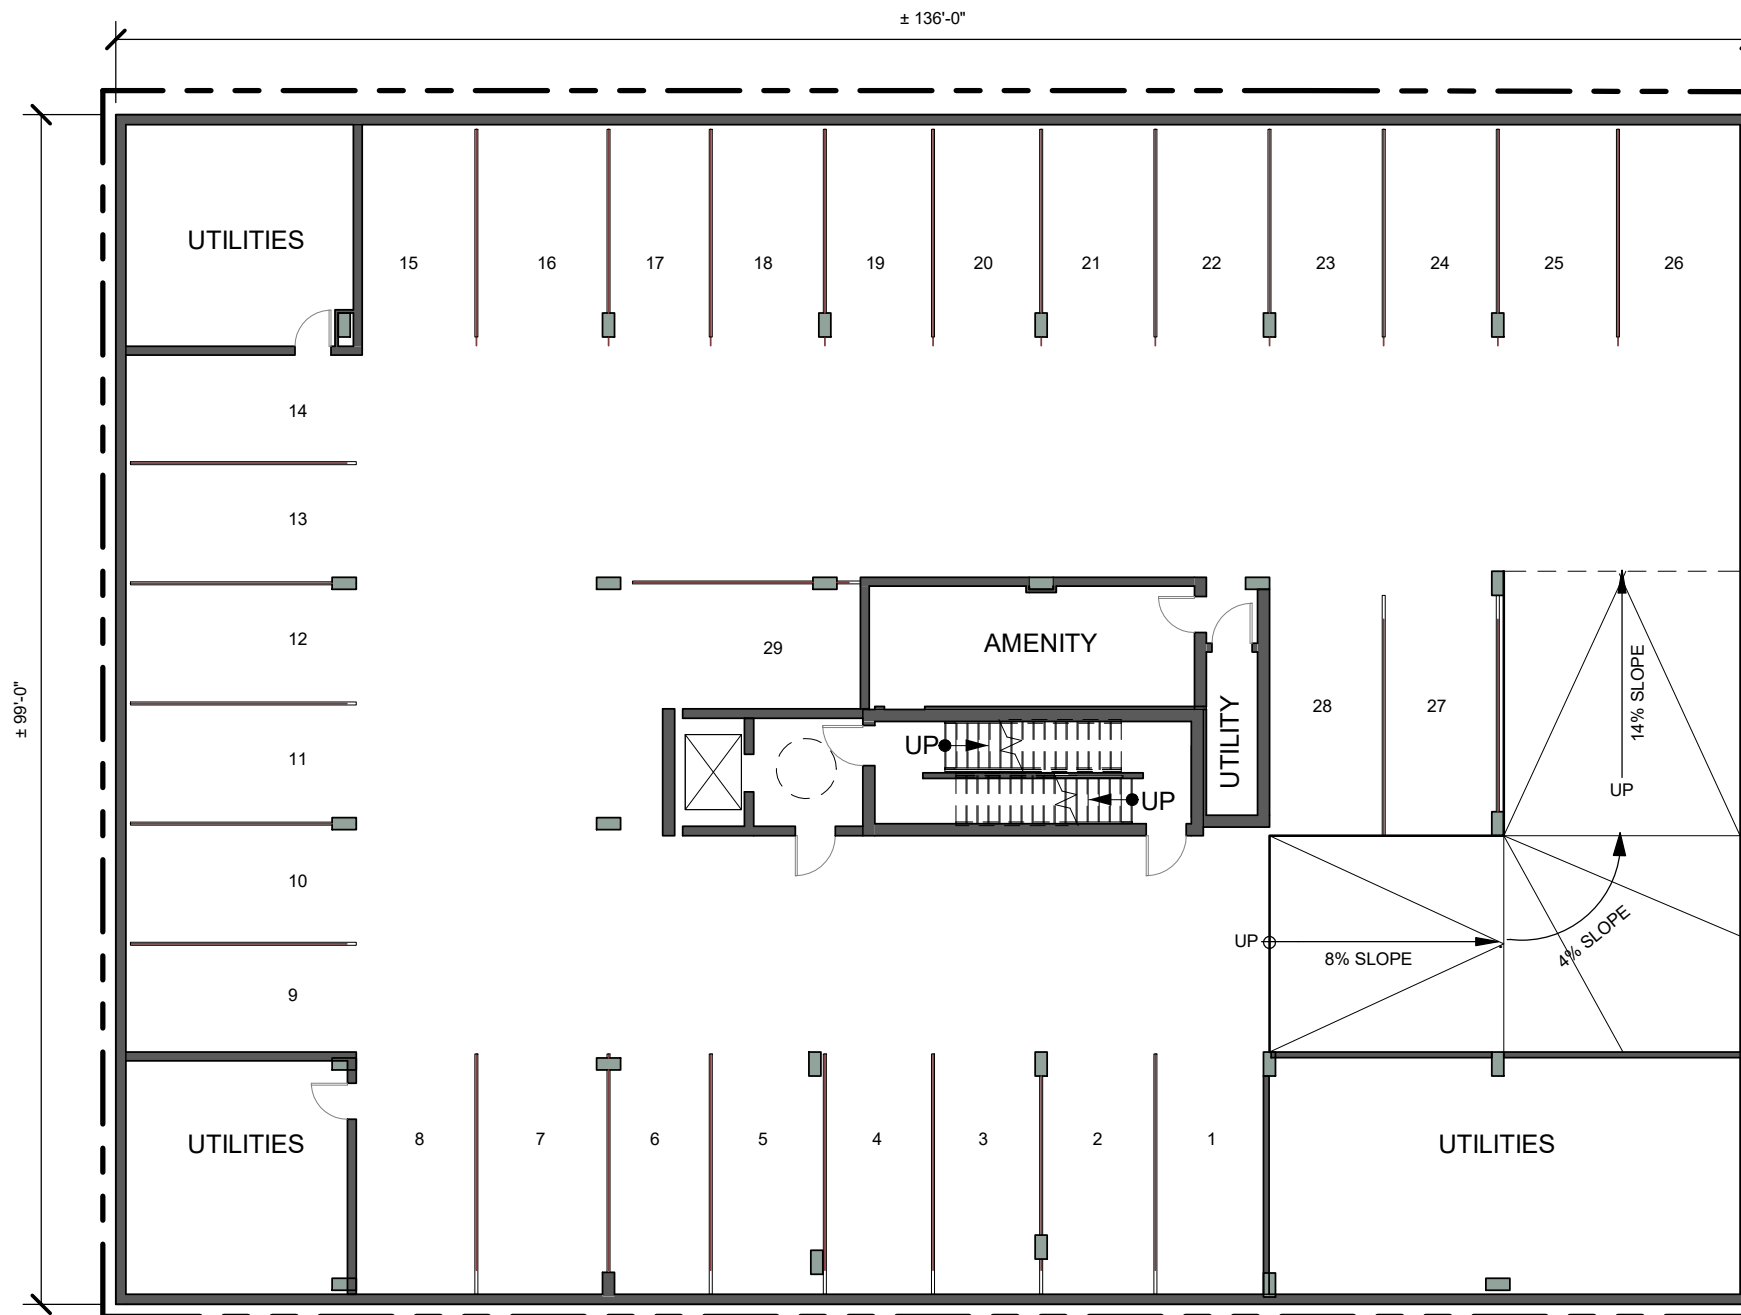 ± 136'-0"
UTILITIES
15
16
17
18
19
20
21
22
23
24
25
26
14
13
12
29
AMENITY
± 99'-0"
28
27
14% SLOPE
UTILITY
UP
11
UP
UP
10
UP
8% SLOPE
4% SLOPE
9
UTILITIES
8
7
6
5
4
3
2
1
UTILITIES